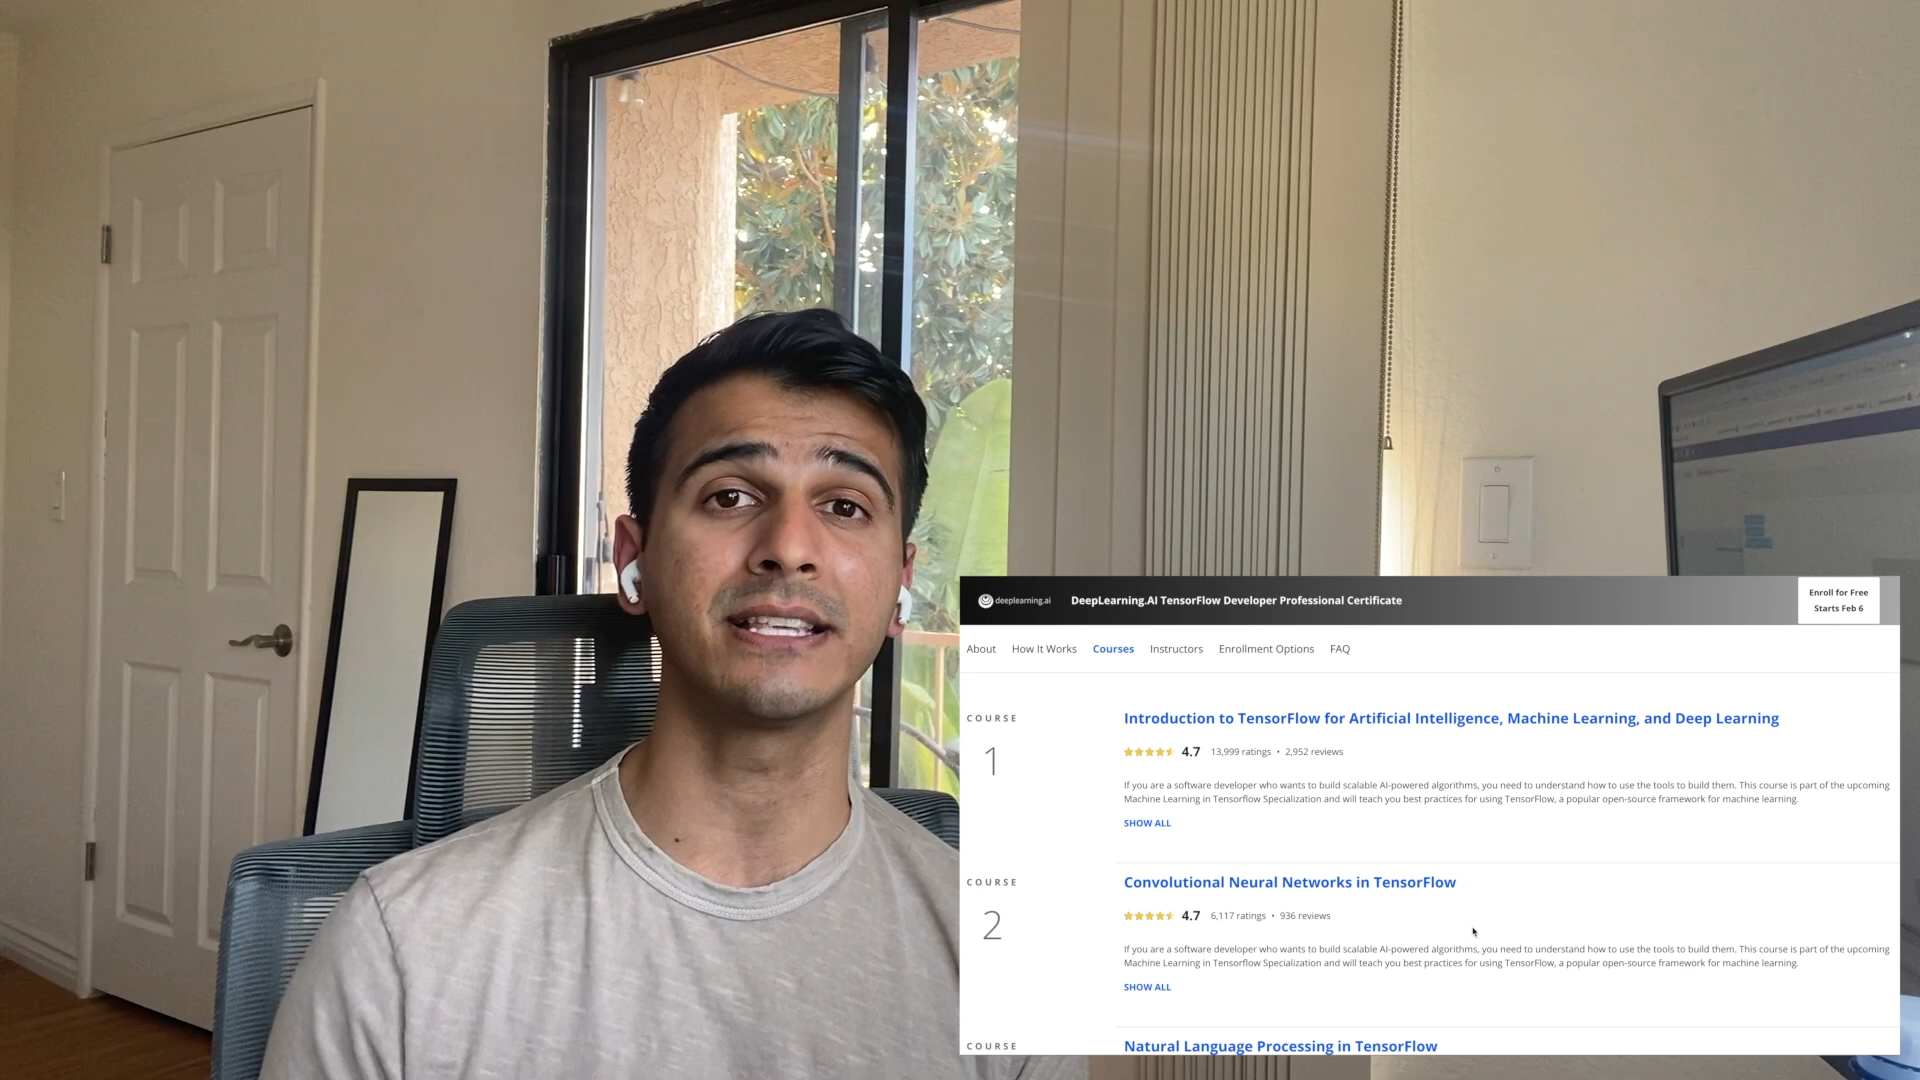 deeplearning.ai DeepLearning.AI TensorFlow Developer Professional Certificate
Enroll for Free
Starts Feb 6
About How It Works Courses Instructors Enrollment Options FAQ
COURSE
1
Introduction to TensorFlow for Artificial Intelligence, Machine Learning, and Deep Learning
4.7 13,999 ratings • 2,952 reviews
If you are a software developer who wants to build scalable AI-powered algorithms, you need to understand how to use the tools to build them. This course is part of the upcoming
Machine Learning in Tensorflow Specialization and will teach you best practices for using TensorFlow, a popular open-source framework for machine learning.
SHOW ALL
COURSE
2
Convolutional Neural Networks in TensorFlow
4.7 6,117 ratings • 936 reviews
If you are a software developer who wants to build scalable AI-powered algorithms, you need to understand how to use the tools to build them. This course is part of the upcoming
Machine Learning in Tensorflow Specialization and will teach you best practices for using TensorFlow, a popular open-source framework for machine learning.
SHOW ALL
COURSE
Natural Language Processing in TensorFlow